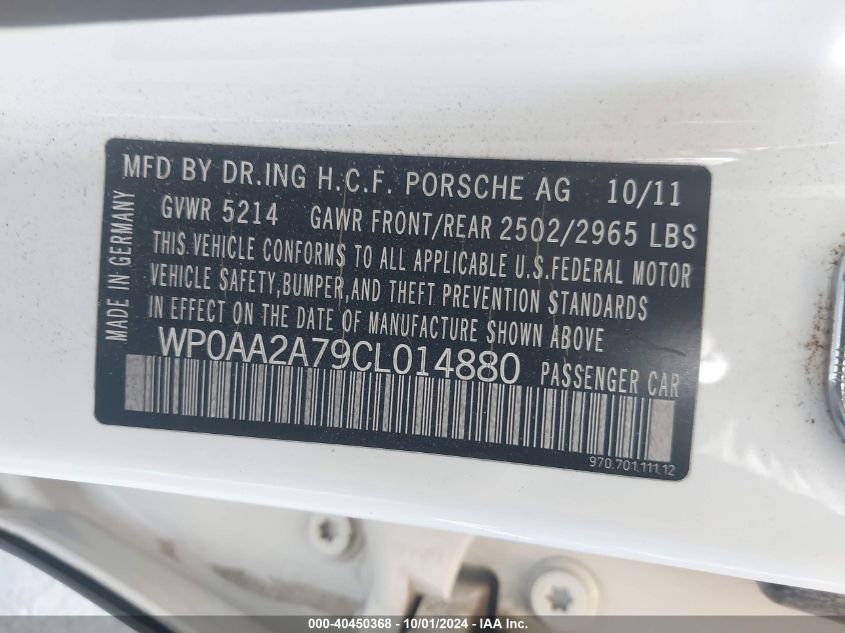 MFD BY DR.ING H.C.F. PORSCHE AG 10/11
GVWR 5214 GAWR FRONT/REAR 2502/2965 LBS
THIS VEHICLE CONFORMS TO ALL APPLICABLE U.S.FEDERAL MOTOR
VEHICLE SAFETY,BUMPER,AND THEFT PREVENTION STANDARDS
IN EFFECT ON THE DATE OF MANUFACTURE SHOWN ABOVE.
WP0AA2A79CL014880 PASSENGER CAR
970.701.111.12
MADE IN GERMANY
000-40450368 - 10/01/2024 - IAAI Inc.